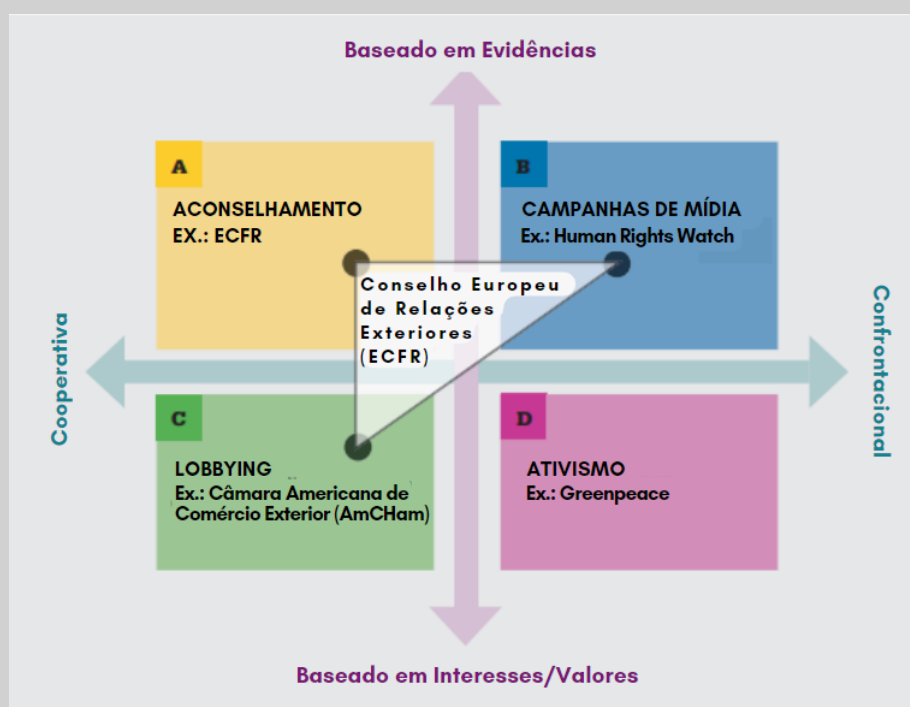 Baseado em Evidências
A
ACONSELHAMENTO
EX.: ECFR
B
CAMPANHAS DE MÍDIA
Ex.: Human Rights Watch
Conselho Europeu
de Relações
Exteriores
(ECFR)
Cooperativa
Confrontacional
C
LOBBYING
Ex.: Câmara Americana de
Comércio Exterior (AmCHam)
D
ATIVISMO
Ex.: Greenpeace
Baseado em Interesses/Valores